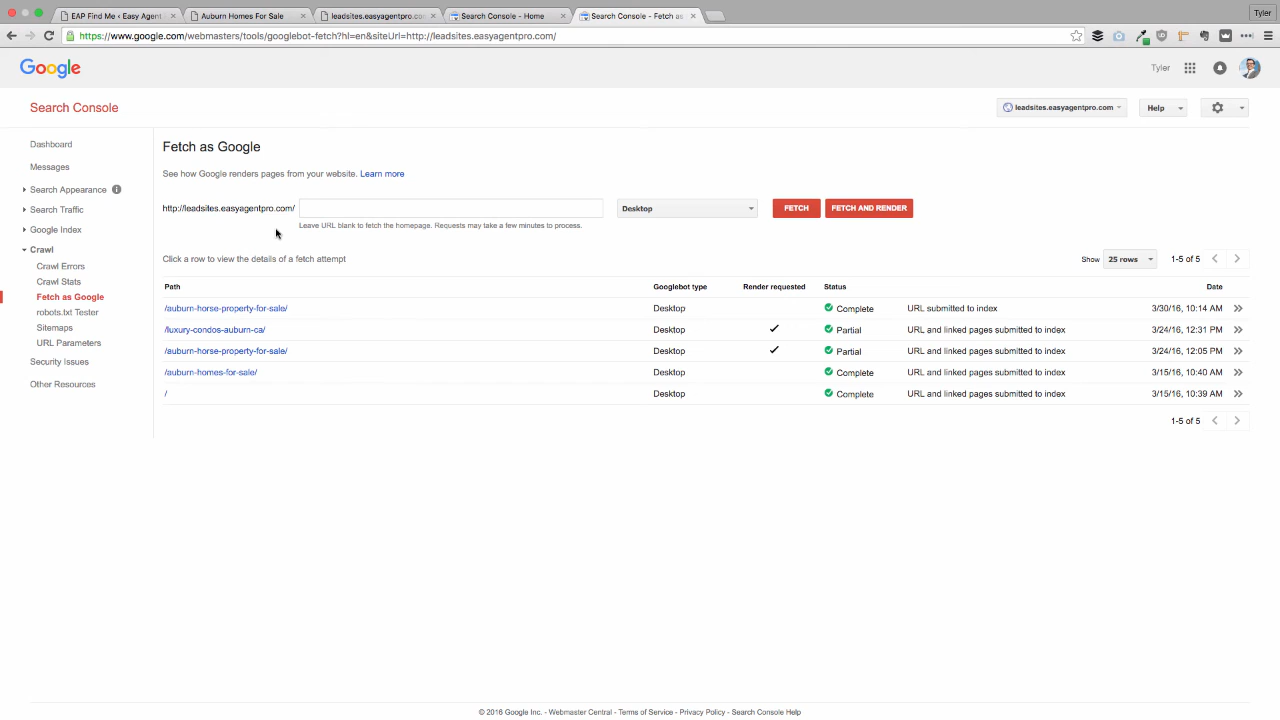 EAP Find Me ‹ Easy Agent
Auburn Homes For Sale
leadsites.easyagentpro.com
Search Console - Home
Search Console - Fetch as
Tyler
https://www.google.com/webmasters/tools/googlebot-fetch?hl=en&siteUrl=http://leadsites.easyagentpro.com/
Google
Tyler
Search Console
leadsites.easyagentpro.com
Help
Dashboard
Messages
Search Appearance
Search Traffic
Google Index
Crawl
Crawl Errors
Crawl Stats
Fetch as Google
robots.txt Tester
Sitemaps
URL Parameters
Security Issues
Other Resources
Fetch as Google
See how Google renders pages from your website. Learn more
http://leadsites.easyagentpro.com/
Desktop
FETCH
FETCH AND RENDER
Leave URL blank to fetch the homepage. Requests may take a few minutes to process.
Click a row to view the details of a fetch attempt
Show 25 rows 1-5 of 5
Path Googlebot type Render requested Status Date
/auburn-horse-property-for-sale/ Desktop Complete URL submitted to index 3/30/16, 10:14 AM
/luxury-condos-auburn-ca/ Desktop ✓ Partial URL and linked pages submitted to index 3/24/16, 12:31 PM
/auburn-horse-property-for-sale/ Desktop ✓ Partial URL and linked pages submitted to index 3/24/16, 12:05 PM
/auburn-homes-for-sale/ Desktop Complete URL and linked pages submitted to index 3/15/16, 10:40 AM
/ Desktop Complete URL and linked pages submitted to index 3/15/16, 10:39 AM
1-5 of 5
© 2016 Google Inc. - Webmaster Central - Terms of Service - Privacy Policy - Search Console Help